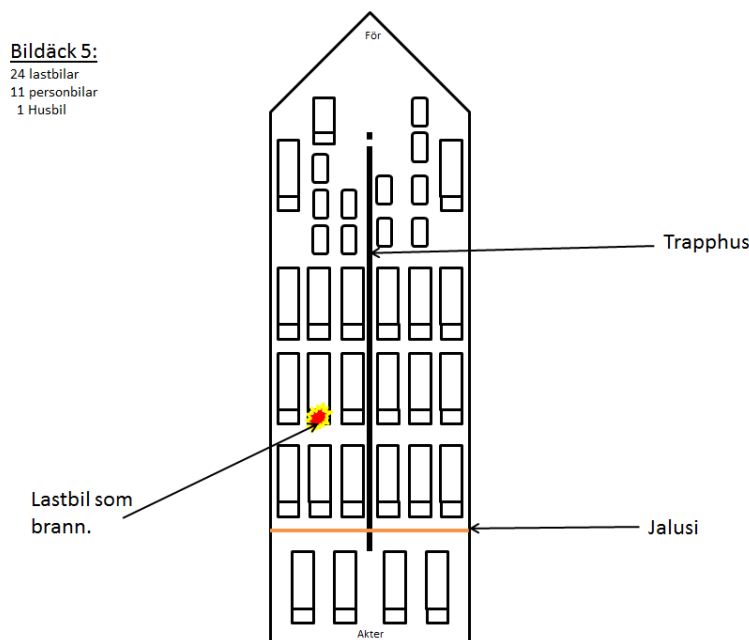 För
Bildäck 5:
24 lastbilar
11 personbilar
1 Husbil
Trapphus
Lastbil som
brann.
Jalusi
Akter